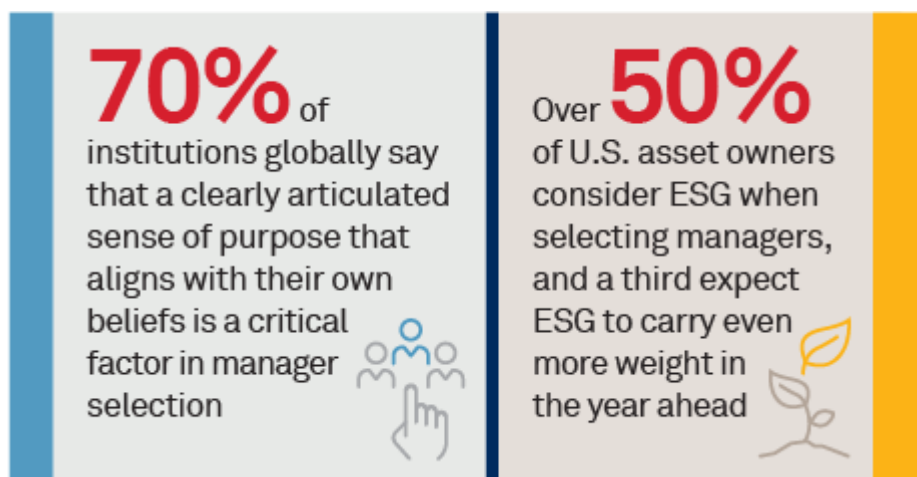 70% of
institutions globally say
that a clearly articulated
sense of purpose that
aligns with their own
beliefs is a critical
factor in manager
selection
Over 50%
of U.S. asset owners
consider ESG when
selecting managers,
and a third expect
ESG to carry even
more weight in
the year ahead